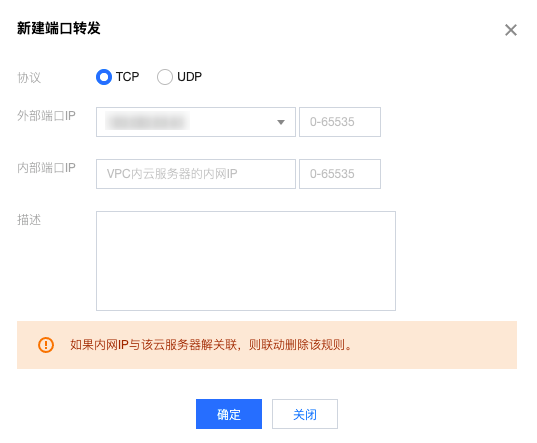 新建端口转发
协议 TCP UDP
外部端口IP 0-65535
内部端口IP VPC内云服务器的内网IP 0-65535
描述
如果内网IP与该云服务器解关联，则联动删除该规则。
确定 关闭